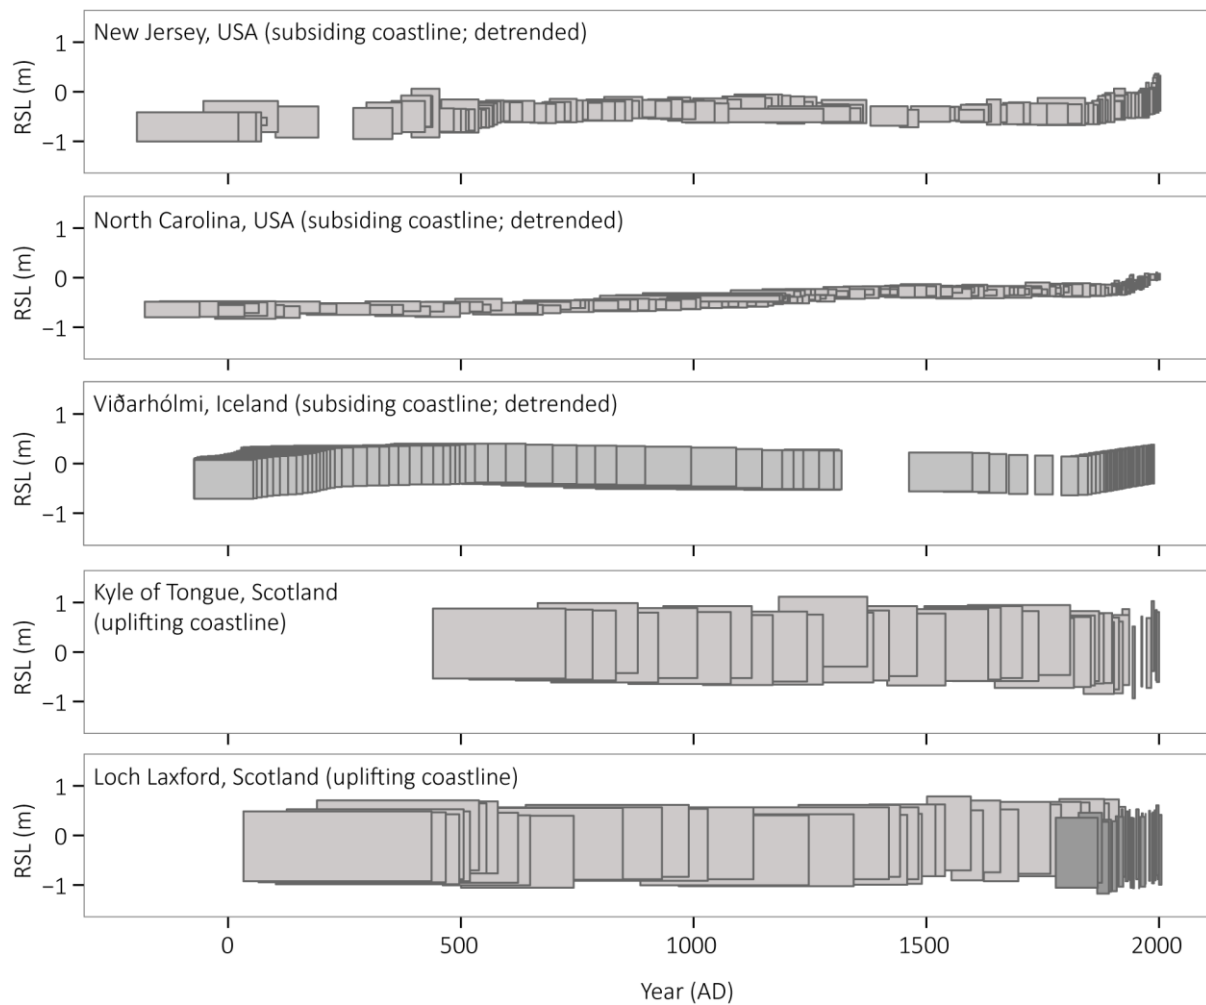 New Jersey, USA (subsiding coastline; detrended)
RSL (m)
1
0
−1
North Carolina, USA (subsiding coastline; detrended)
RSL (m)
1
0
−1
Viðarhólmi, Iceland (subsiding coastline; detrended)
RSL (m)
1
0
−1
Kyle of Tongue, Scotland
(uplifting coastline)
RSL (m)
1
0
−1
Loch Laxford, Scotland (uplifting coastline)
RSL (m)
1
0
−1
0 500 1000 1500 2000
Year (AD)